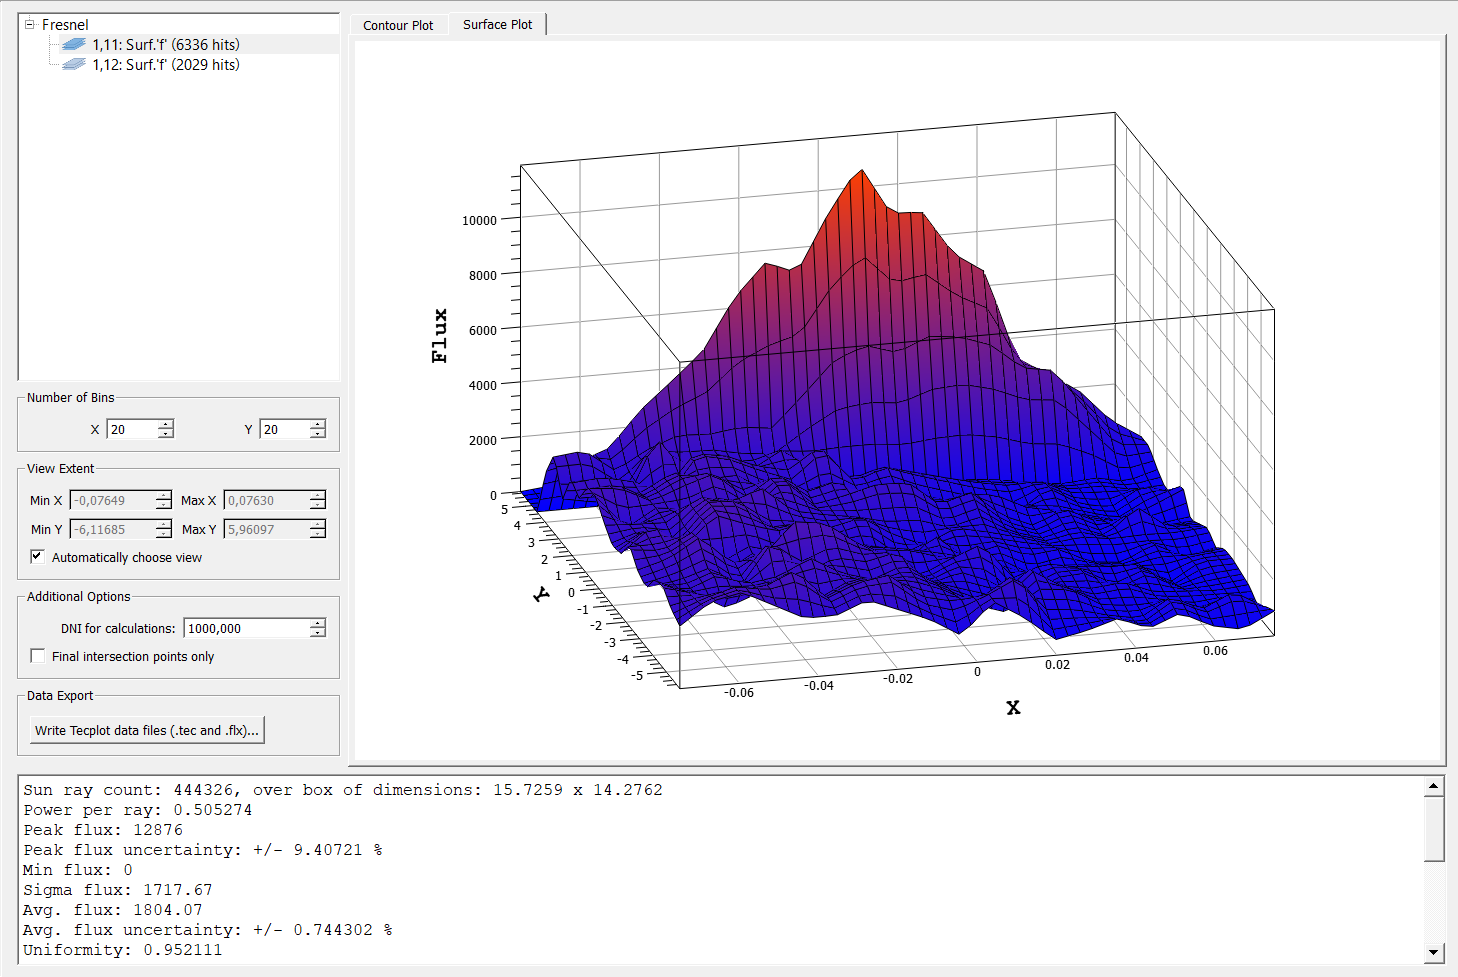 Fresnel
1,11: Surf.'f' (6336 hits)
1,12: Surf.'f' (2029 hits)
Number of Bins
X 20 Y 20
View Extent
Min X -0,07649 Max X 0,07630
Min Y -6,11685 Max Y 5,96097
Automatically choose view
Additional Options
DNI for calculations: 1000,000
Final intersection points only
Data Export
Write Tecplot data files (.tec and .flx)...
Contour Plot Surface Plot
Flux
10000
8000
6000
4000
2000
0
5
4
3
2
1
0
-1
-2
-3
-4
-5
Y
-0.06 -0.04 -0.02 0 0.02 0.04 0.06
X
Sun ray count: 444326, over box of dimensions: 15.7259 x 14.2762
Power per ray: 0.505274
Peak flux: 12876
Peak flux uncertainty: +/- 9.40721 %
Min flux: 0
Sigma flux: 1717.67
Avg. flux: 1804.07
Avg. flux uncertainty: +/- 0.744302 %
Uniformity: 0.952111